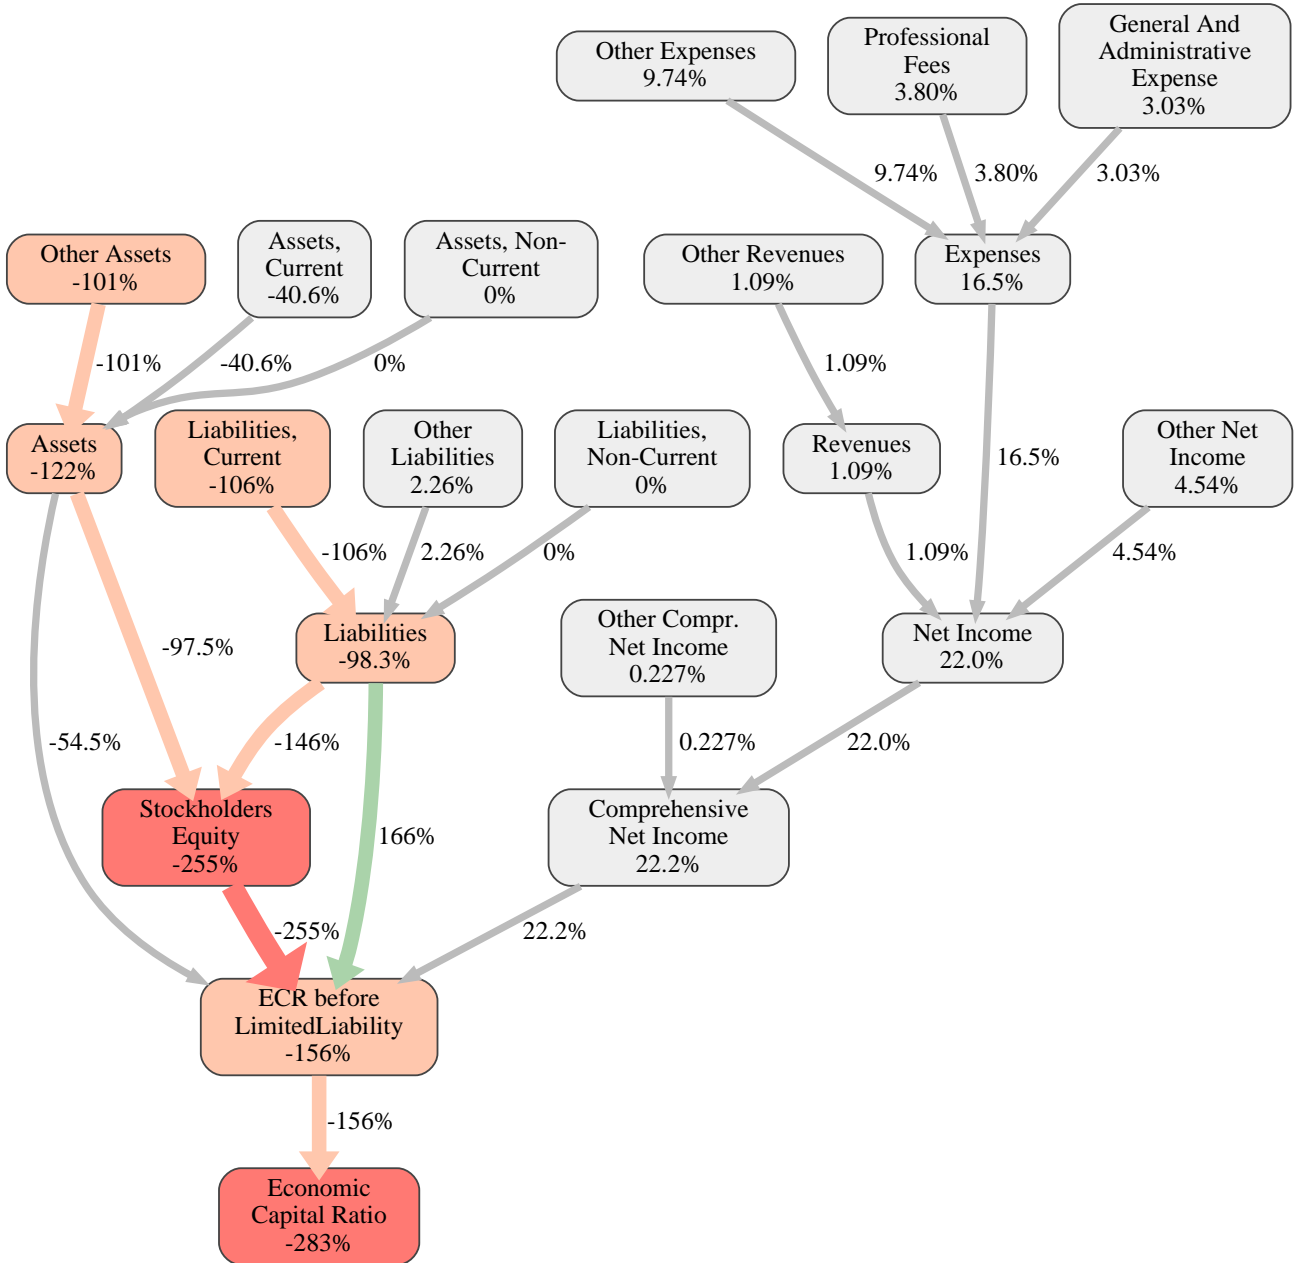 Other Expenses
9.74%
Professional
Fees
3.80%
General And
Administrative
Expense
3.03%
9.74%
3.80%
3.03%
Other Assets
-101%
Assets,
Current
-40.6%
Assets, Non-
Current
0%
Other Revenues
1.09%
Expenses
16.5%
-101%
-40.6%
0%
1.09%
Assets
-122%
Liabilities,
Current
-106%
Other
Liabilities
2.26%
Liabilities,
Non-Current
0%
Revenues
1.09%
16.5%
Other Net
Income
4.54%
-106%
2.26%
0%
1.09%
4.54%
-97.5%
Liabilities
-98.3%
Other Compr.
Net Income
0.227%
Net Income
22.0%
-54.5%
-146%
0.227%
22.0%
Stockholders
Equity
-255%
166%
Comprehensive
Net Income
22.2%
-255%
22.2%
ECR before
LimitedLiability
-156%
-156%
Economic
Capital Ratio
-283%